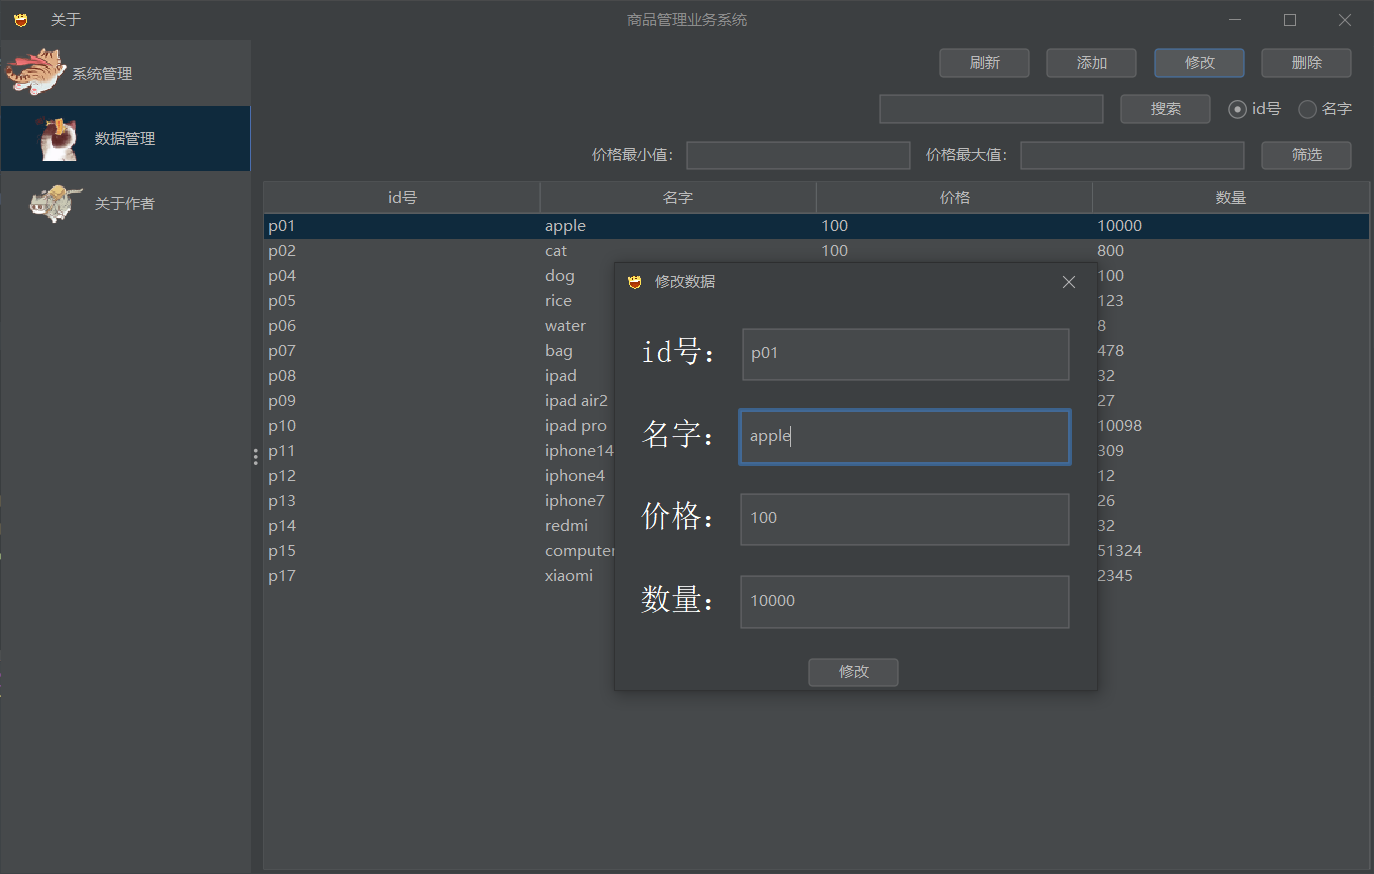 关于
商品管理业务系统
系统管理
数据管理
关于作者
刷新 添加 修改 删除
搜索 id号 名字
价格最小值: 价格最大值: 筛选
id号 名字 价格 数量
p01 apple 100 10000
p02 cat 100 800
p04 dog 100
p05 rice 123
p06 water 8
p07 bag 478
p08 ipad 32
p09 ipad air2 27
p10 ipad pro 10098
p11 iphone14 309
p12 iphone4 12
p13 iphone7 26
p14 redmi 32
p15 computer 51324
p17 xiaomi 2345
修改数据
id号: p01
名字: apple
价格: 100
数量: 10000
修改